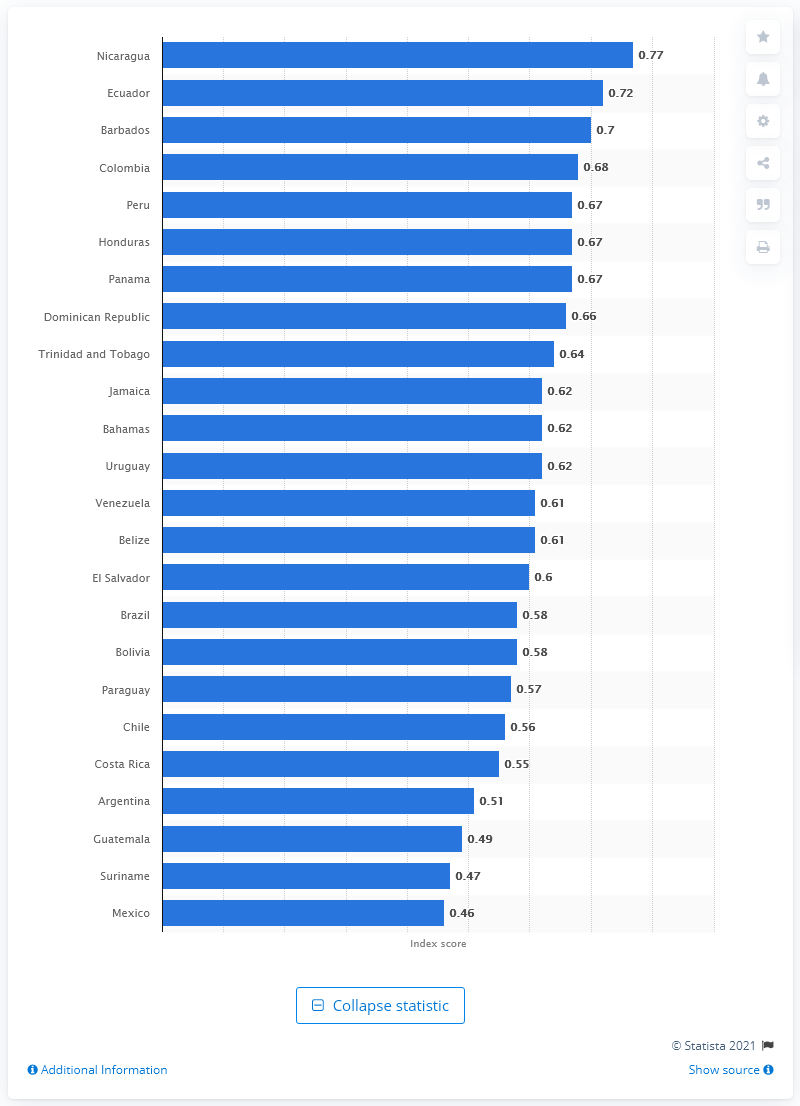 Nicaragua 0.77
Ecuador 0.72
Barbados 0.7
Colombia 0.68
Peru 0.67
Honduras 0.67
Panama 0.67
Dominican Republic 0.66
Trinidad and Tobago 0.64
Jamaica 0.62
Bahamas 0.62
Uruguay 0.62
Venezuela 0.61
Belize 0.61
El Salvador 0.6
Brazil 0.58
Bolivia 0.58
Paraguay 0.57
Chile 0.56
Costa Rica 0.55
Argentina 0.51
Guatemala 0.49
Suriname 0.47
Mexico 0.46
Index score
Collapse statistic
© Statista 2021
Additional Information Show source